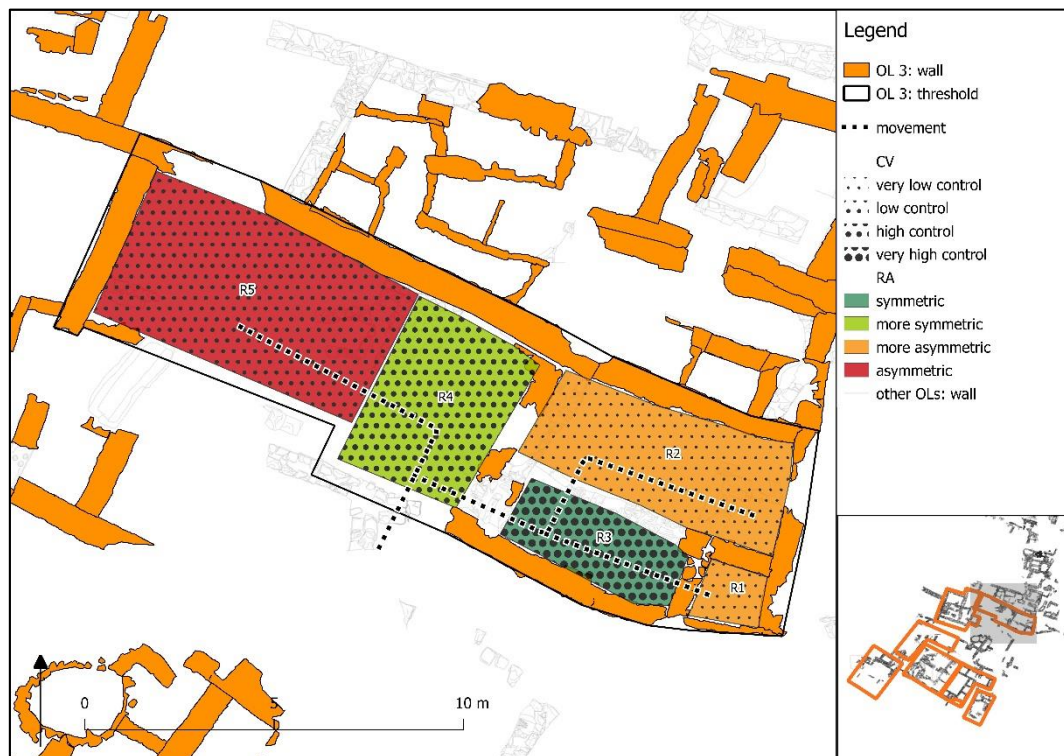 Legend
OL 3: wall
OL 3: threshold
movement
CV
very low control
low control
high control
very high control
RA
symmetric
more symmetric
more asymmetric
asymmetric
other OLs: wall
R5
R4
R2
R3
R1
0 5 10 m